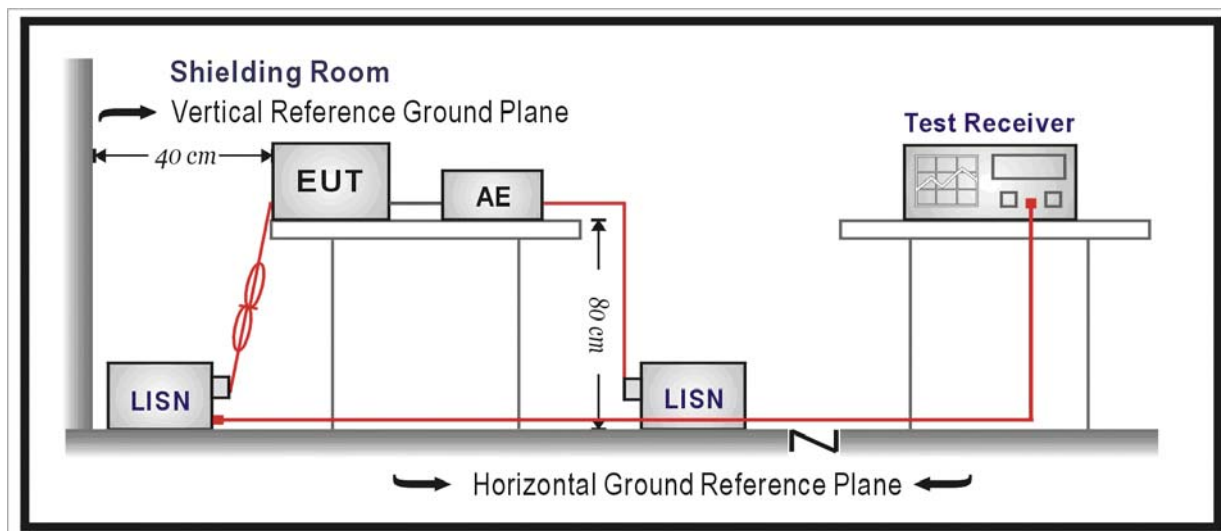 Shielding Room
Vertical Reference Ground Plane
40 cm
EUT
AE
Test Receiver
80 cm
LISN
LISN
Horizontal Ground Reference Plane